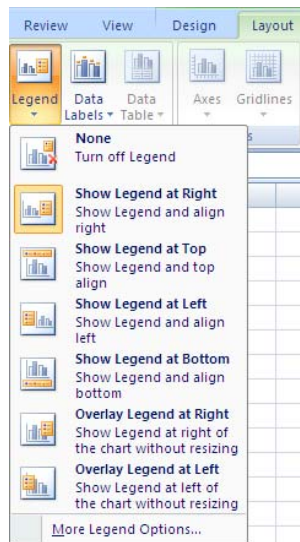 Review View Design Layout
Legend Data Labels Data Table Axes Gridlines
s
None
Turn off Legend
Show Legend at Right
Show Legend and align
right
Show Legend at Top
Show Legend and top
align
Show Legend at Left
Show Legend and align
left
Show Legend at Bottom
Show Legend and align
bottom
Overlay Legend at Right
Show Legend at right of
the chart without resizing
Overlay Legend at Left
Show Legend at left of
the chart without resizing
More Legend Options...